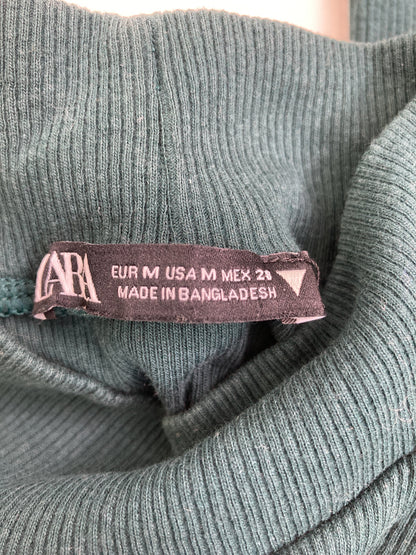 ZARA
EUR M USA M MEX 28
MADE IN BANGLADESH